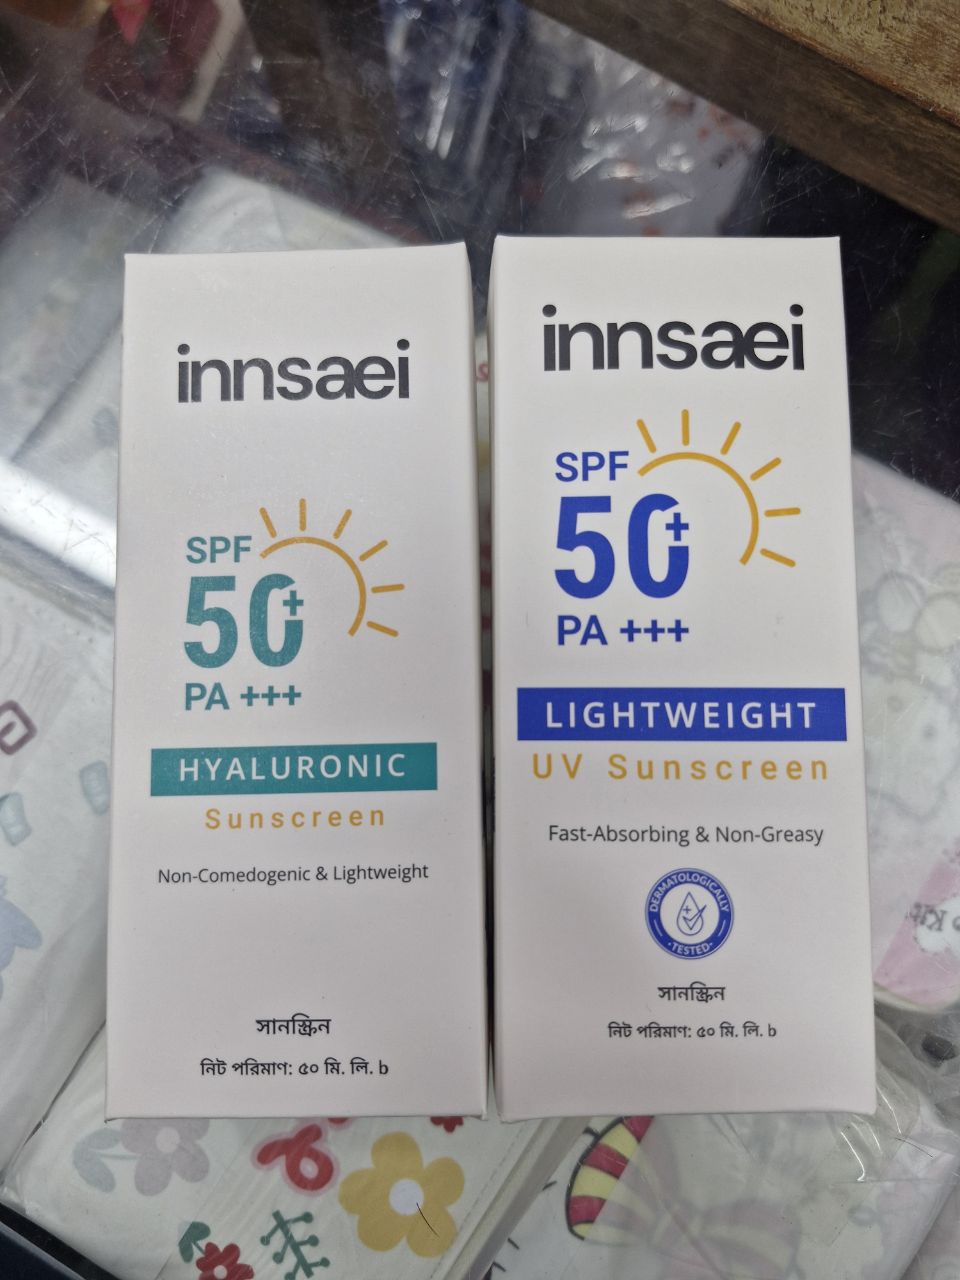 innsaei
SPF
50+
PA +++
HYALURONIC
Sunscreen
Non-Comedogenic & Lightweight
সানস্ক্রিন
নিট পরিমাণ: ৫০ মি. লি. b
innsaei
SPF
50+
PA +++
LIGHTWEIGHT
UV Sunscreen
Fast-Absorbing & Non-Greasy
DERMATOLOGICALLY
·TESTED·
সানস্ক্রিন
নিট পরিমাণ: ৫০ মি. লি. b